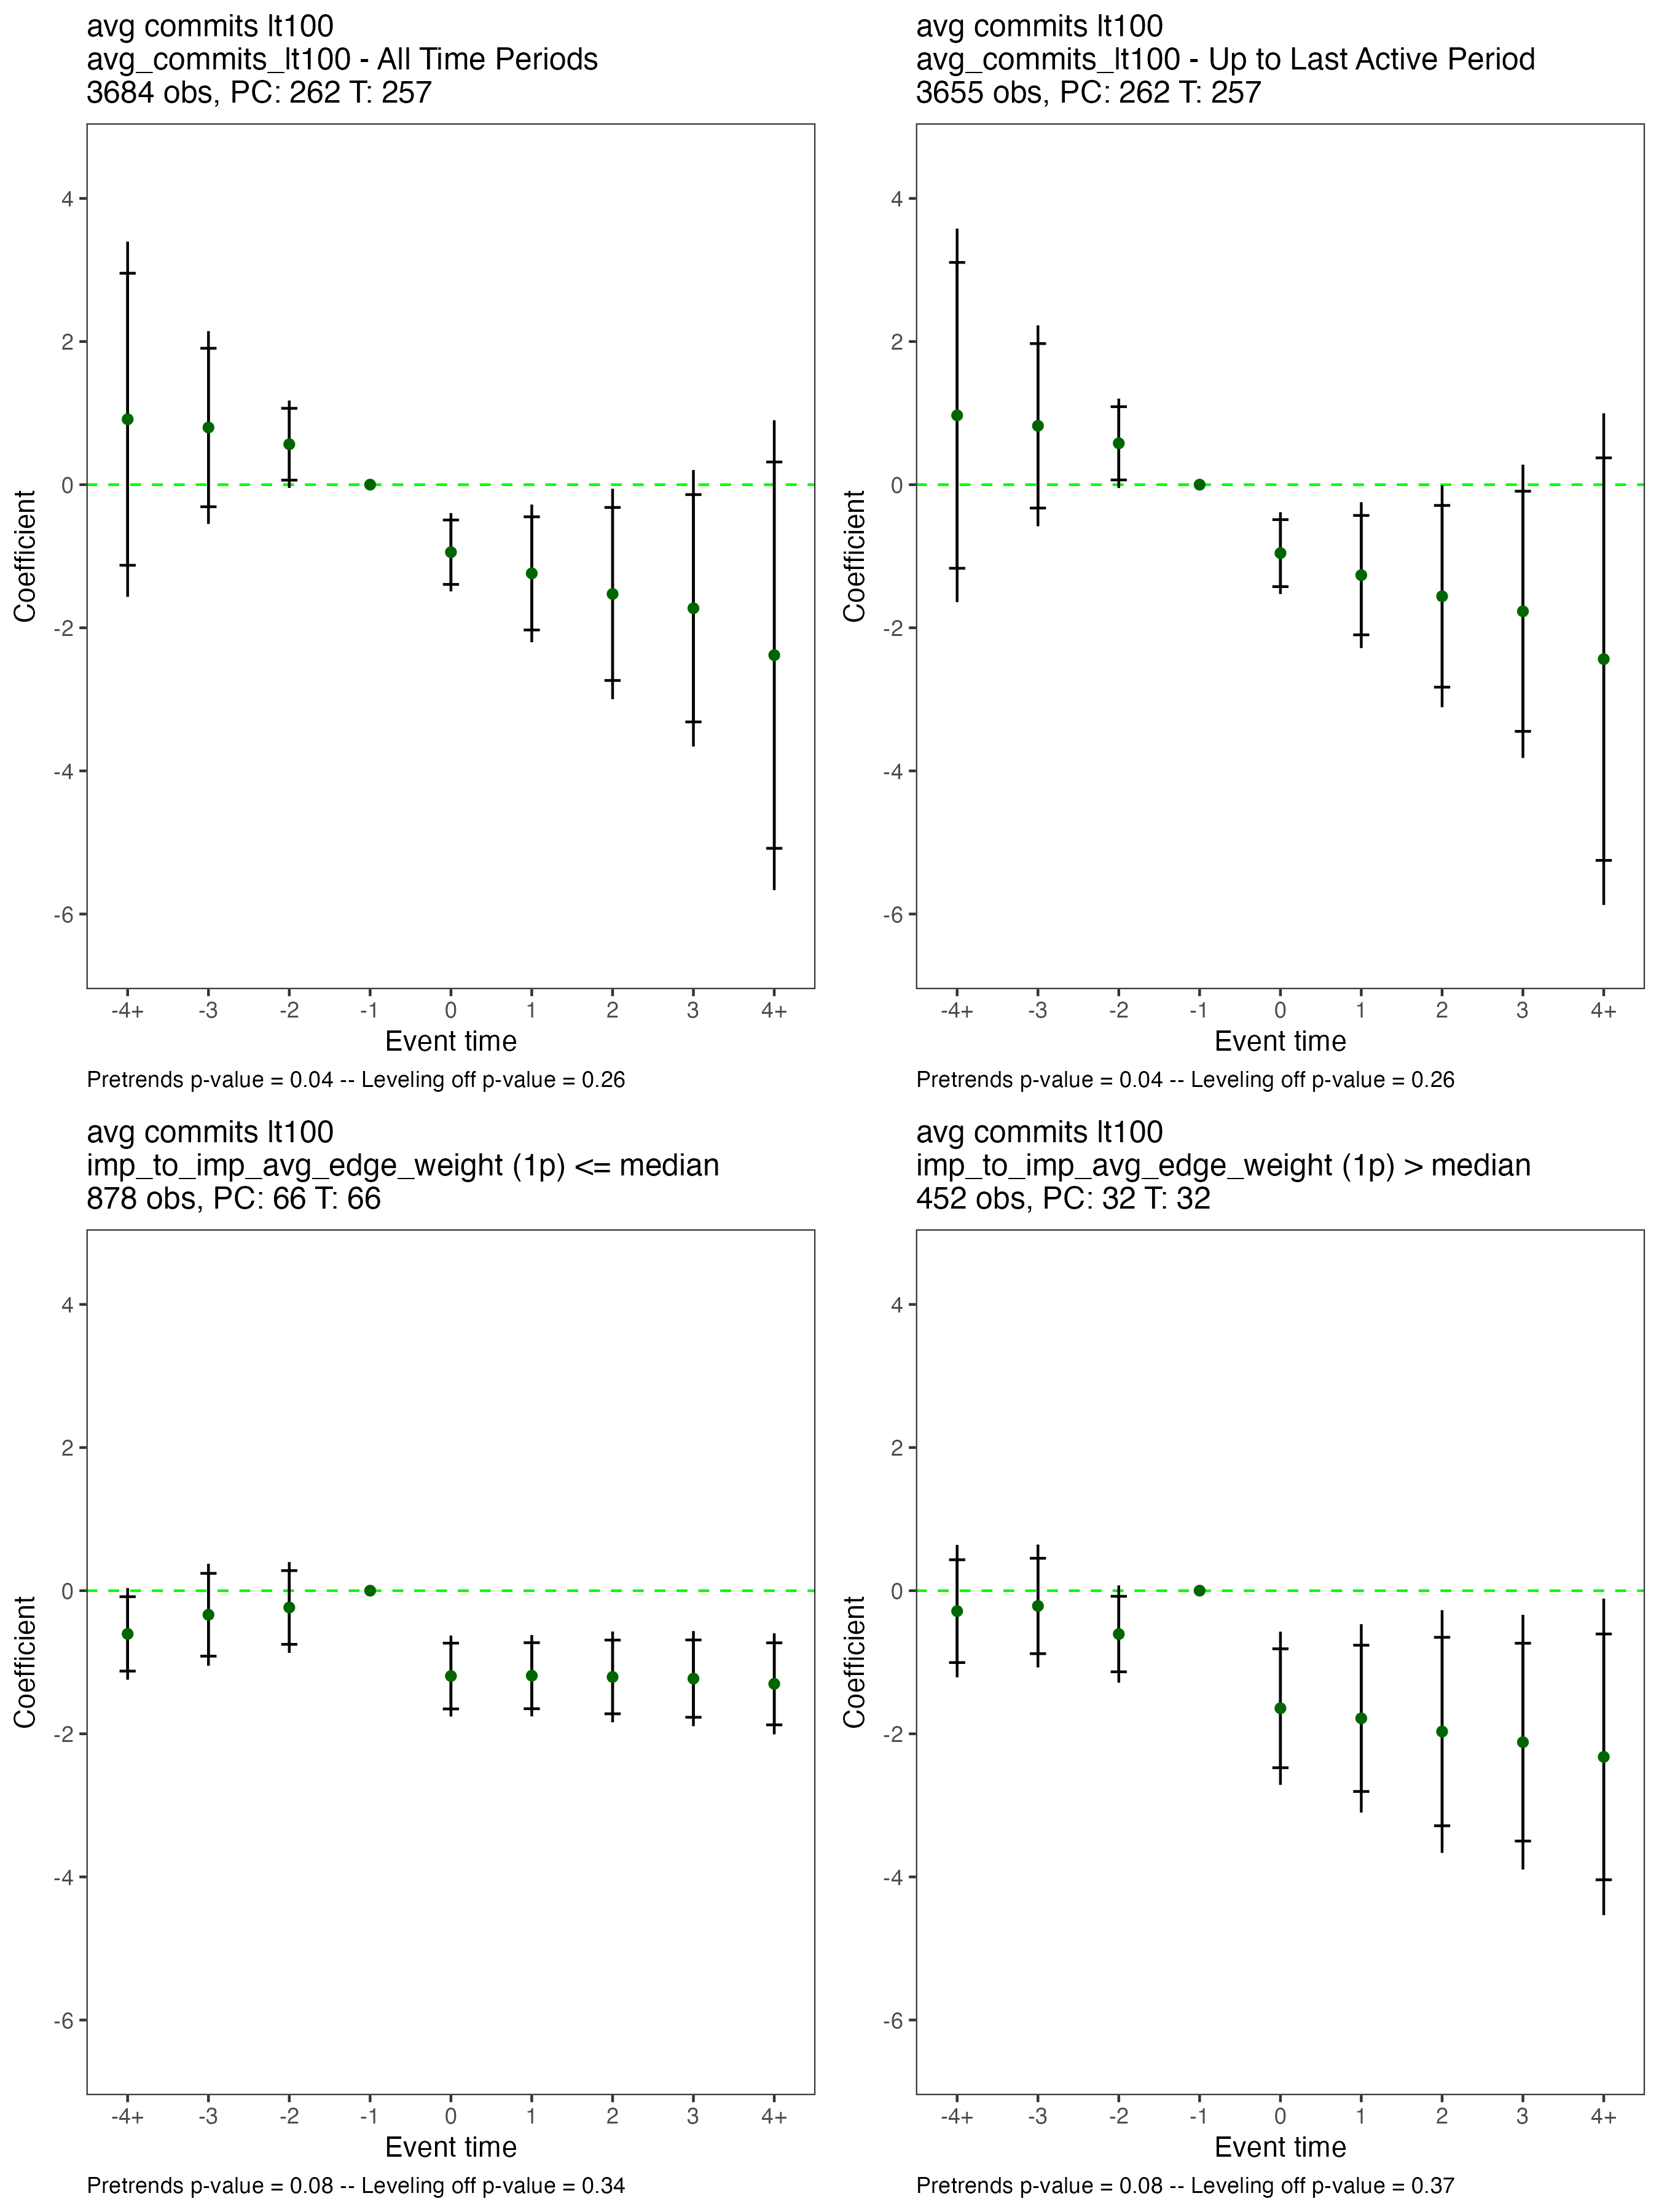 avg commits lt100
avg_commits_lt100 - All Time Periods
3684 obs, PC: 262 T: 257
Coefficient
4
2
0
-2
-4
-6
-4+ -3 -2 -1 0 1 2 3 4+
Event time
Pretrends p-value = 0.04 -- Leveling off p-value = 0.26
avg commits lt100
avg_commits_lt100 - Up to Last Active Period
3655 obs, PC: 262 T: 257
Coefficient
4
2
0
-2
-4
-6
-4+ -3 -2 -1 0 1 2 3 4+
Event time
Pretrends p-value = 0.04 -- Leveling off p-value = 0.26
avg commits lt100
imp_to_imp_avg_edge_weight (1p) <= median
878 obs, PC: 66 T: 66
Coefficient
4
2
0
-2
-4
-6
-4+ -3 -2 -1 0 1 2 3 4+
Event time
Pretrends p-value = 0.08 -- Leveling off p-value = 0.34
avg commits lt100
imp_to_imp_avg_edge_weight (1p) > median
452 obs, PC: 32 T: 32
Coefficient
4
2
0
-2
-4
-6
-4+ -3 -2 -1 0 1 2 3 4+
Event time
Pretrends p-value = 0.08 -- Leveling off p-value = 0.37